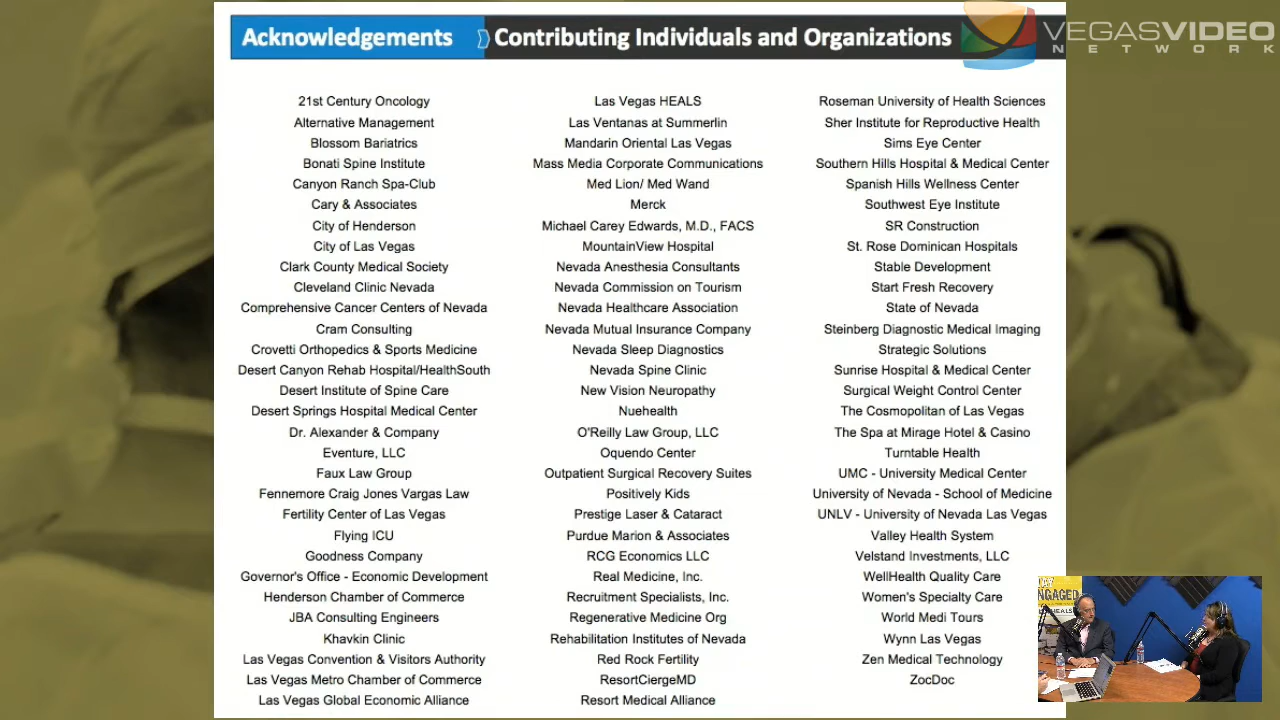 Acknowledgements
Contributing Individuals and Organizations
VEGASVIDEO
NETWORK
21st Century Oncology
Alternative Management
Blossom Bariatrics
Bonati Spine Institute
Canyon Ranch Spa-Club
Cary & Associates
City of Henderson
City of Las Vegas
Clark County Medical Society
Cleveland Clinic Nevada
Comprehensive Cancer Centers of Nevada
Cram Consulting
Crovetti Orthopedics & Sports Medicine
Desert Canyon Rehab Hospital/HealthSouth
Desert Institute of Spine Care
Desert Springs Hospital Medical Center
Dr. Alexander & Company
Eventure, LLC
Faux Law Group
Fennemore Craig Jones Vargas Law
Fertility Center of Las Vegas
Flying ICU
Goodness Company
Governor's Office - Economic Development
Henderson Chamber of Commerce
JBA Consulting Engineers
Khavkin Clinic
Las Vegas Convention & Visitors Authority
Las Vegas Metro Chamber of Commerce
Las Vegas Global Economic Alliance
Las Vegas HEALS
Las Ventanas at Summerlin
Mandarin Oriental Las Vegas
Mass Media Corporate Communications
Med Lion/ Med Wand
Merck
Michael Carey Edwards, M.D., FACS
MountainView Hospital
Nevada Anesthesia Consultants
Nevada Commission on Tourism
Nevada Healthcare Association
Nevada Mutual Insurance Company
Nevada Sleep Diagnostics
Nevada Spine Clinic
New Vision Neuropathy
Nuehealth
O'Reilly Law Group, LLC
Oquendo Center
Outpatient Surgical Recovery Suites
Positively Kids
Prestige Laser & Cataract
Purdue Marion & Associates
RCG Economics LLC
Real Medicine, Inc.
Recruitment Specialists, Inc.
Regenerative Medicine Org
Rehabilitation Institutes of Nevada
Red Rock Fertility
ResortCiergeMD
Resort Medical Alliance
Roseman University of Health Sciences
Sher Institute for Reproductive Health
Sims Eye Center
Southern Hills Hospital & Medical Center
Spanish Hills Wellness Center
Southwest Eye Institute
SR Construction
St. Rose Dominican Hospitals
Stable Development
Start Fresh Recovery
State of Nevada
Steinberg Diagnostic Medical Imaging
Strategic Solutions
Sunrise Hospital & Medical Center
Surgical Weight Control Center
The Cosmopolitan of Las Vegas
The Spa at Mirage Hotel & Casino
Turntable Health
UMC - University Medical Center
University of Nevada - School of Medicine
UNLV - University of Nevada Las Vegas
Valley Health System
Velstand Investments, LLC
WellHealth Quality Care
Women's Specialty Care
World Medi Tours
Wynn Las Vegas
Zen Medical Technology
ZocDoc